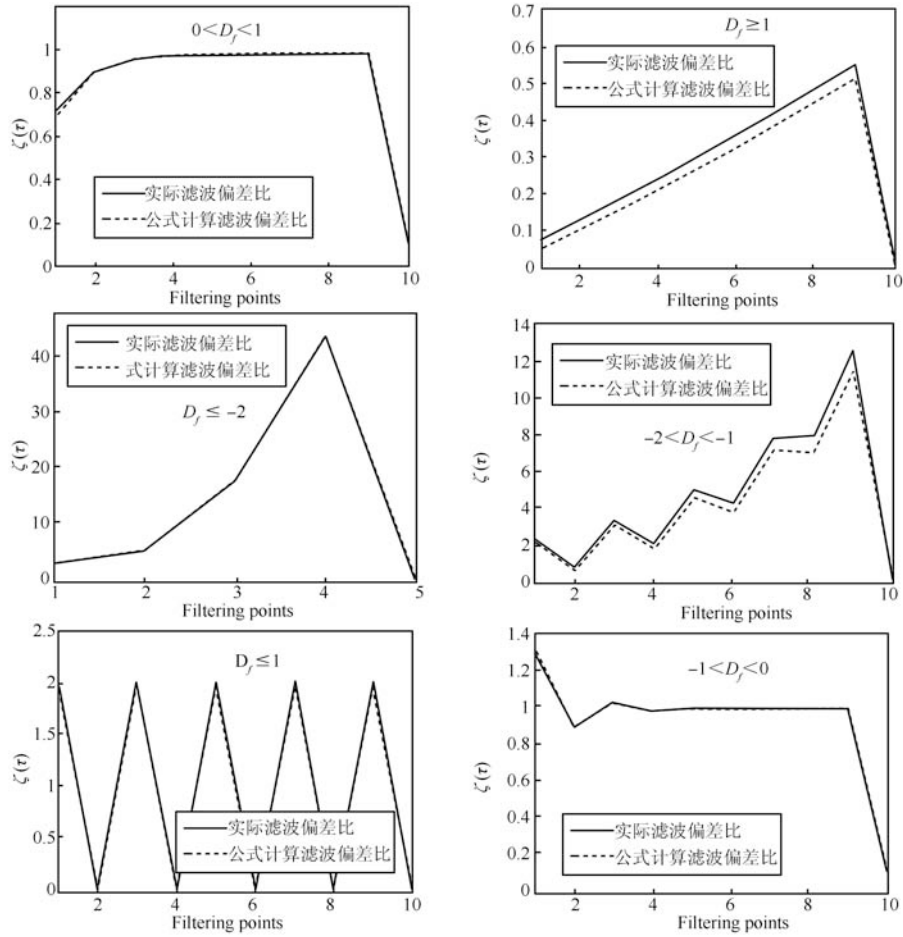 0<D_f<1
1
0.8
0.6
0.4
0.2
0
ζ(τ)
实际滤波偏差比
公式计算滤波偏差比
2 4 6 8 10
Filtering points
D_f≥1
0.7
0.6
0.5
0.4
0.3
0.2
0.1
0
ζ(τ)
实际滤波偏差比
公式计算滤波偏差比
2 4 6 8 10
Filtering points
实际滤波偏差比
式计算滤波偏差比
D_f ≤ -2
40
30
20
10
0
ζ(τ)
1 2 3 4 5
Filtering points
14
12
10
8
6
4
2
0
ζ(τ)
实际滤波偏差比
公式计算滤波偏差比
-2<D_f<-1
2 4 6 8 10
Filtering points
2.5
2
1.5
1
0.5
0
ζ(τ)
D_f≤1
实际滤波偏差比
公式计算滤波偏差比
2 4 6 8 10
Filtering points
1.4
1.2
1
0.8
0.6
0.4
0.2
0
ζ(τ)
-1<D_f<0
实际滤波偏差比
公式计算滤波偏差比
2 4 6 8 10
Filtering points